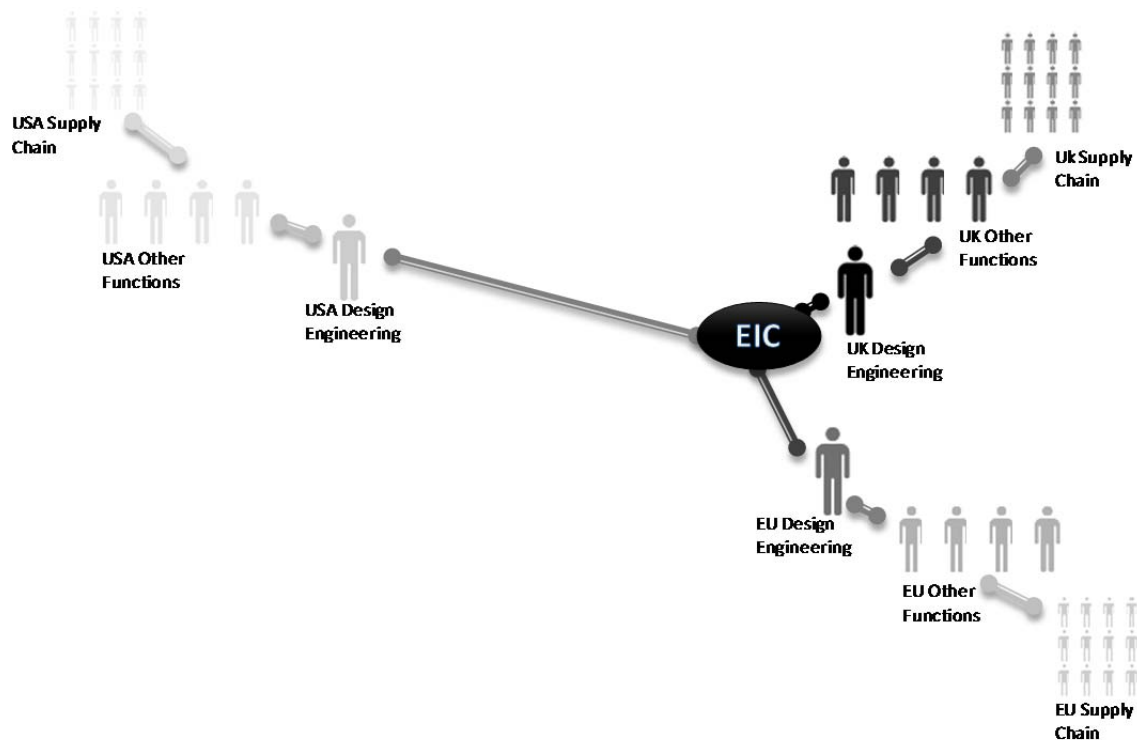 USA Supply
Chain
Uk Supply
Chain
USA Other
Functions
UK Other
Functions
USA Design
Engineering
EIC
UK Design
Engineering
EU Design
Engineering
EU Other
Functions
EU Supply
Chain